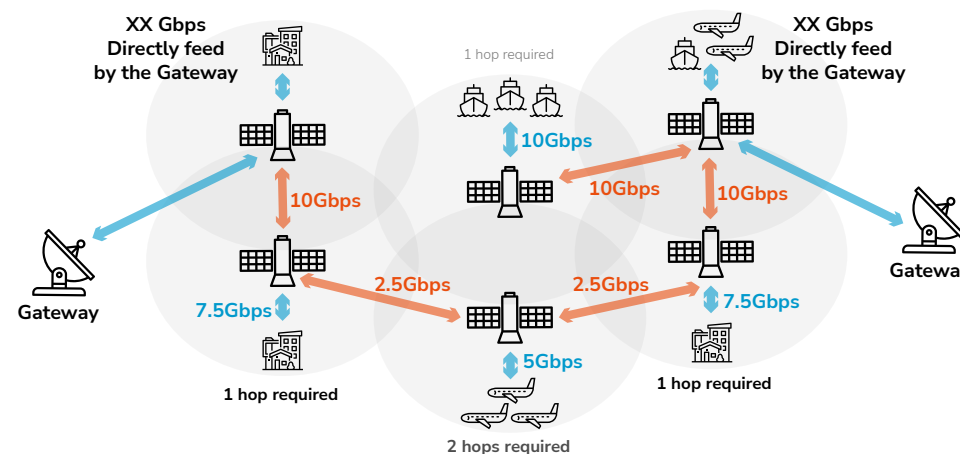 XX Gbps
Directly feed
by the Gateway
1 hop required
XX Gbps
Directly feed
by the Gateway
10Gbps
10Gbps
10Gbps
10Gbps
Gateway
7.5Gbps
2.5Gbps
2.5Gbps
7.5Gbps
Gateway
5Gbps
1 hop required
1 hop required
2 hops required